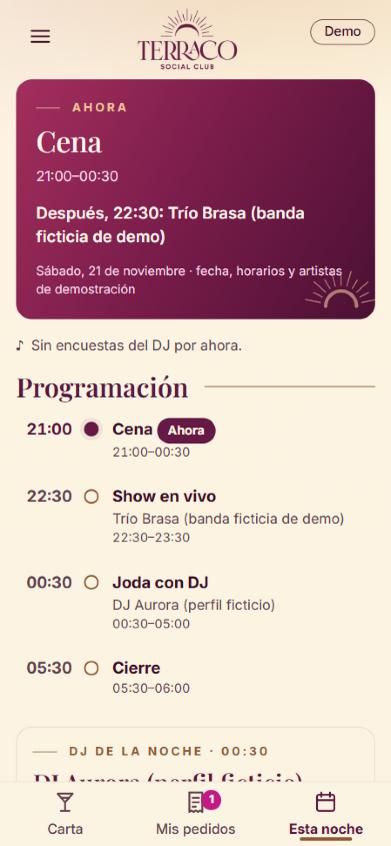 TERRACO
SOCIAL CLUB
Demo
AHORA
Cena
21:00–00:30
Después, 22:30: Trío Brasa (banda
ficticia de demo)
Sábado, 21 de noviembre · fecha, horarios y artistas
de demostración
♪ Sin encuestas del DJ por ahora.
Programación
21:00 Cena Ahora
21:00–00:30
22:30 Show en vivo
Trío Brasa (banda ficticia de demo)
22:30–23:30
00:30 Joda con DJ
DJ Aurora (perfil ficticio)
00:30–05:00
05:30 Cierre
05:30–06:00
DJ DE LA NOCHE · 00:30
DJ Aurora (perfil ficticio)
1
Carta Mis pedidos Esta noche